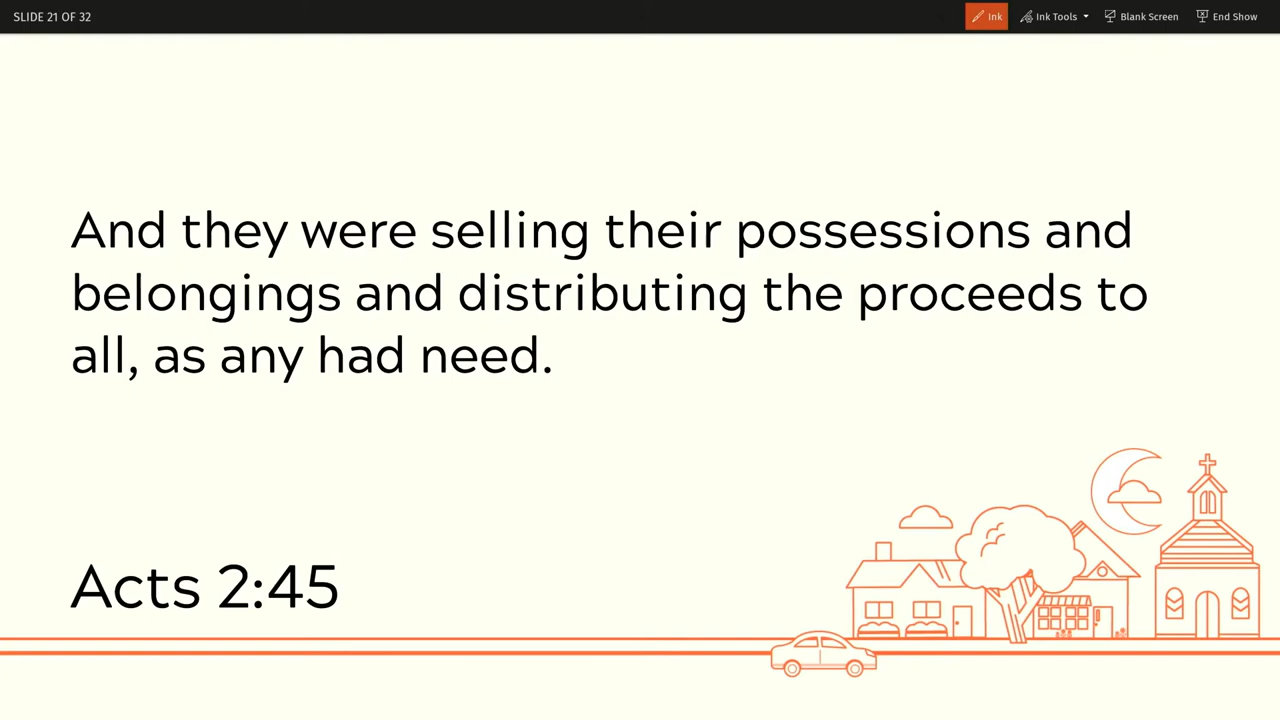 SLIDE 21 OF 32
Ink
Ink Tools
Blank Screen
End Show
And they were selling their possessions and
belongings and distributing the proceeds to
all, as any had need.
Acts 2:45